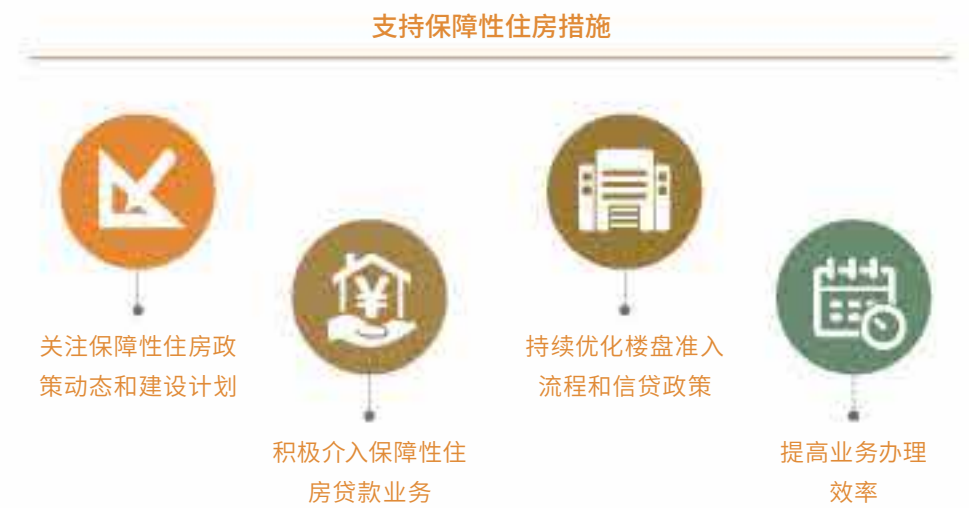 支持保障性住房措施
关注保障性住房政
策动态和建设计划
积极介入保障性住
房贷款业务
持续优化楼盘准入
流程和信贷政策
提高业务办理
效率